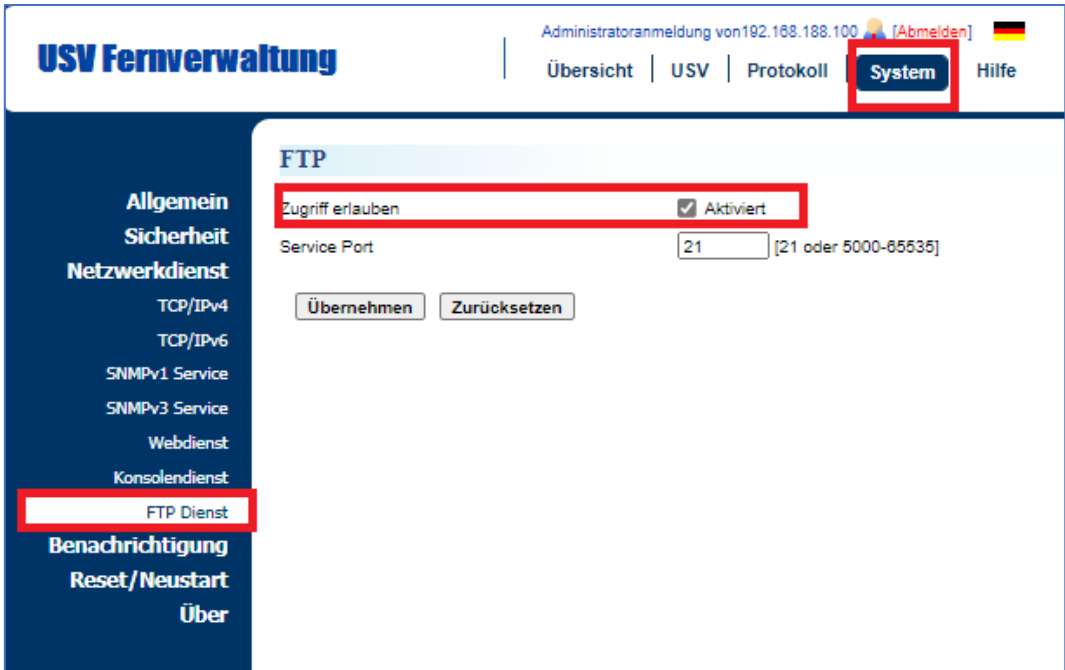 Administratoranmeldung von192.168.188.100 [Abmelden]
USV Fernverwaltung
Übersicht USV Protokoll System Hilfe
FTP
Allgemein
Zugriff erlauben Aktiviert
Sicherheit
Service Port 21 [21 oder 5000-65535]
Netzwerkdienst
TCP/IPv4
Übernehmen Zurücksetzen
TCP/IPv6
SNMPv1 Service
SNMPv3 Service
Webdienst
Konsolendienst
FTP Dienst
Benachrichtigung
Reset/Neustart
Über